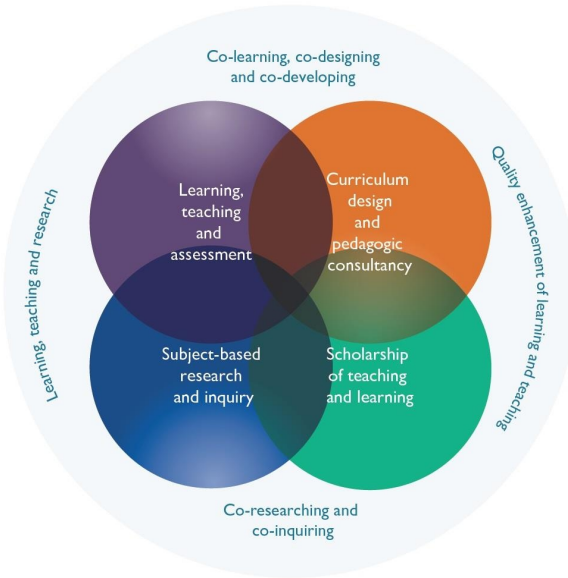 Co-learning, co-designing
and co-developing
Learning,
teaching
and
assessment
Curriculum
design
and
pedagogic
consultancy
Learning, teaching and research
Quality enhancement of learning and teaching
Subject-based
research
and inquiry
Scholarship
of teaching
and learning
Co-researching and
co-inquiring